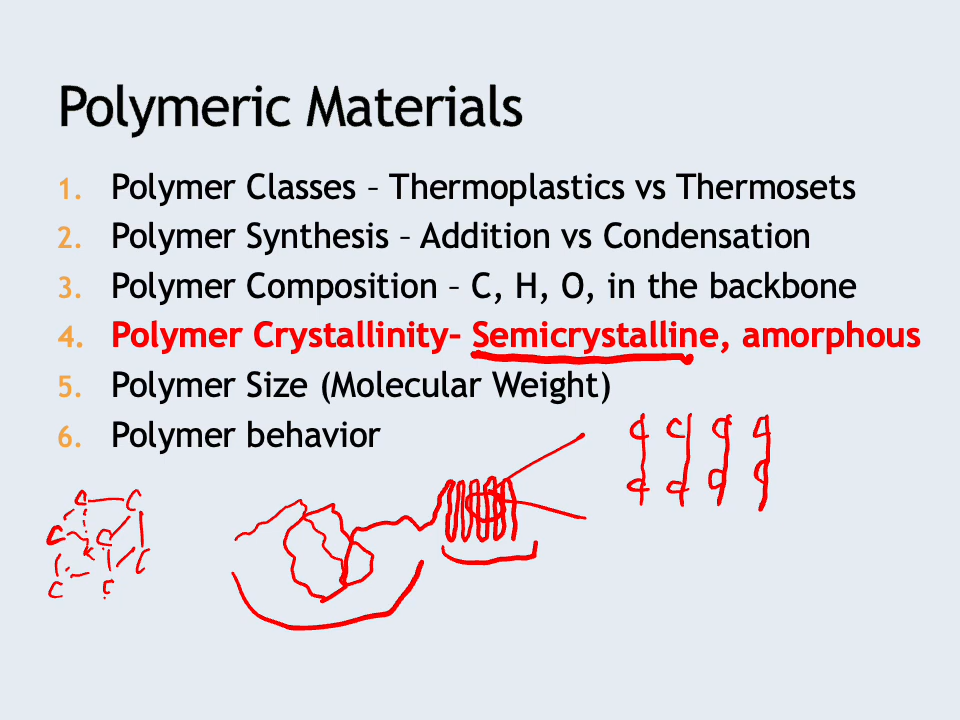 Polymeric Materials
1. Polymer Classes – Thermoplastics vs Thermosets
2. Polymer Synthesis – Addition vs Condensation
3. Polymer Composition – C, H, O, in the backbone
4. Polymer Crystallinity– Semicrystalline, amorphous
5. Polymer Size (Molecular Weight)
6. Polymer behavior
C C C C
C C C C
C C
C C
C
C